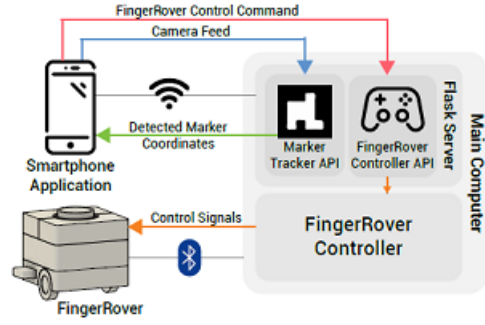 FingerRover Control Command
Camera Feed
Detected Marker
Coordinates
Smartphone
Application
Marker
Tracker API
FingerRover
Controller API
Flask Server
Main Computer
Control Signals
FingerRover
Controller
FingerRover